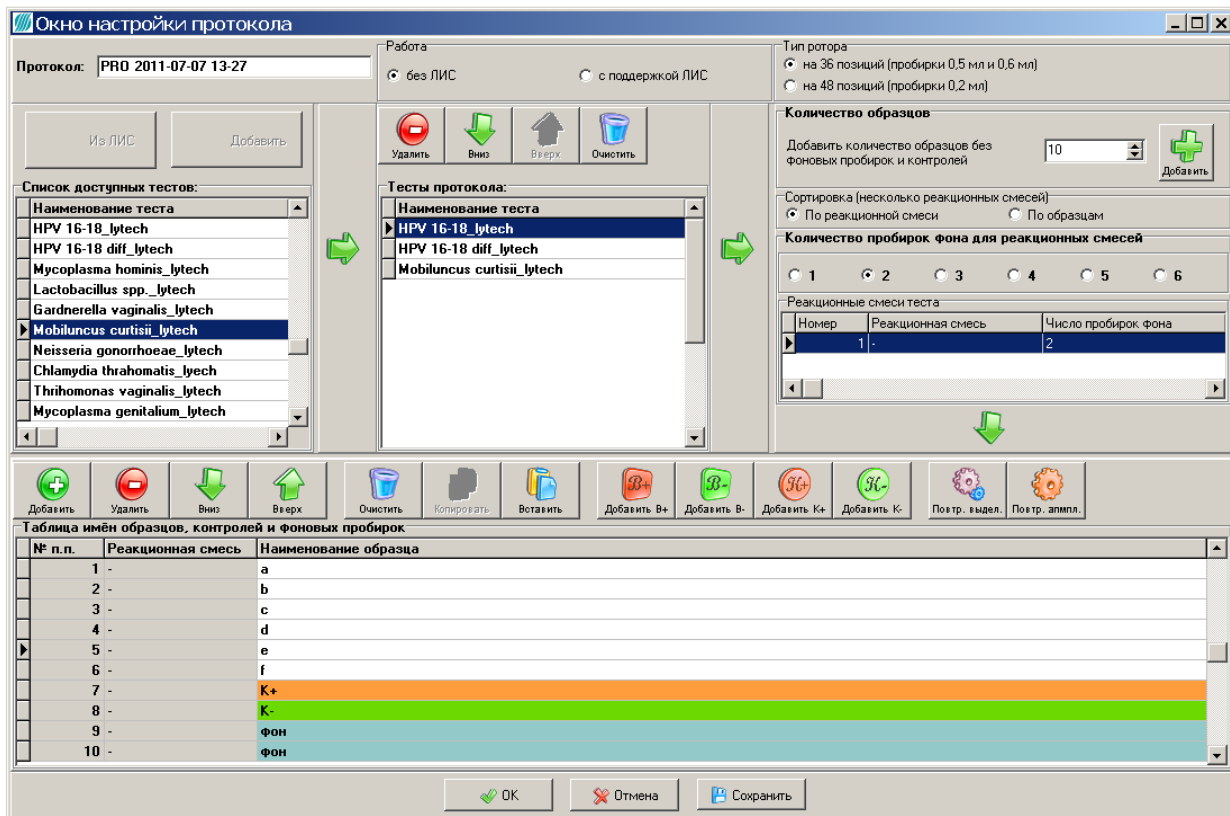 Окно настройки протокола
Протокол: PRO 2011-07-07 13-27
Работа
без ЛИС
с поддержкой ЛИС
Тип ротора
на 36 позиций (пробирки 0,5 мл и 0,6 мл)
на 48 позиций (пробирки 0,2 мл)
Из ЛИС
Добавить
Удалить
Вниз
Вверх
Очистить
Количество образцов
Добавить количество образцов без
фоновых пробирок и контролей
10
Добавить
Сортировка (несколько реакционных смесей)
По реакционной смеси
По образцам
Количество пробирок фона для реакционных смесей
1 2 3 4 5 6
Реакционные смеси теста
Номер Реакционная смесь Число пробирок фона
1 - 2
Список доступных тестов:
Наименование теста
HPV 16-18_lytech
HPV 16-18 diff_lytech
Mycoplasma hominis_lytech
Lactobacillus spp._lytech
Gardnerella vaginalis_lytech
Mobiluncus curtisii_lytech
Neisseria gonorrhoeae_lytech
Chlamydia thrahomatis_lyech
Thrihomonas vaginalis_lytech
Mycoplasma genitalium_lytech
Тесты протокола:
Наименование теста
HPV 16-18_lytech
HPV 16-18 diff_lytech
Mobiluncus curtisii_lytech
Добавить
Удалить
Вниз
Вверх
Очистить
Копировать
Вставить
B+
Добавить B+
B-
Добавить B-
K+
Добавить K+
K-
Добавить K-
Повтр. выдел.
Повтр. апмпл.
Таблица имён образцов, контролей и фоновых пробирок
№ п.п. Реакционная смесь Наименование образца
1 - a
2 - b
3 - c
4 - d
5 - e
6 - f
7 - K+
8 - K-
9 - фон
10 - фон
OK
Отмена
Сохранить